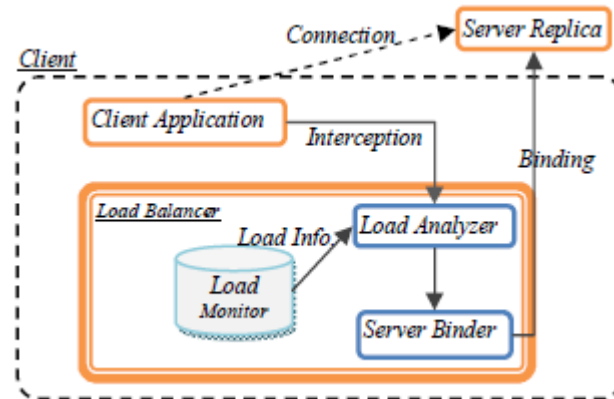 Server Replica
Connection
Client
Client Application
Interception
Binding
Load Balancer
Load Analyzer
Load Info.
Load
Monitor
Server Binder